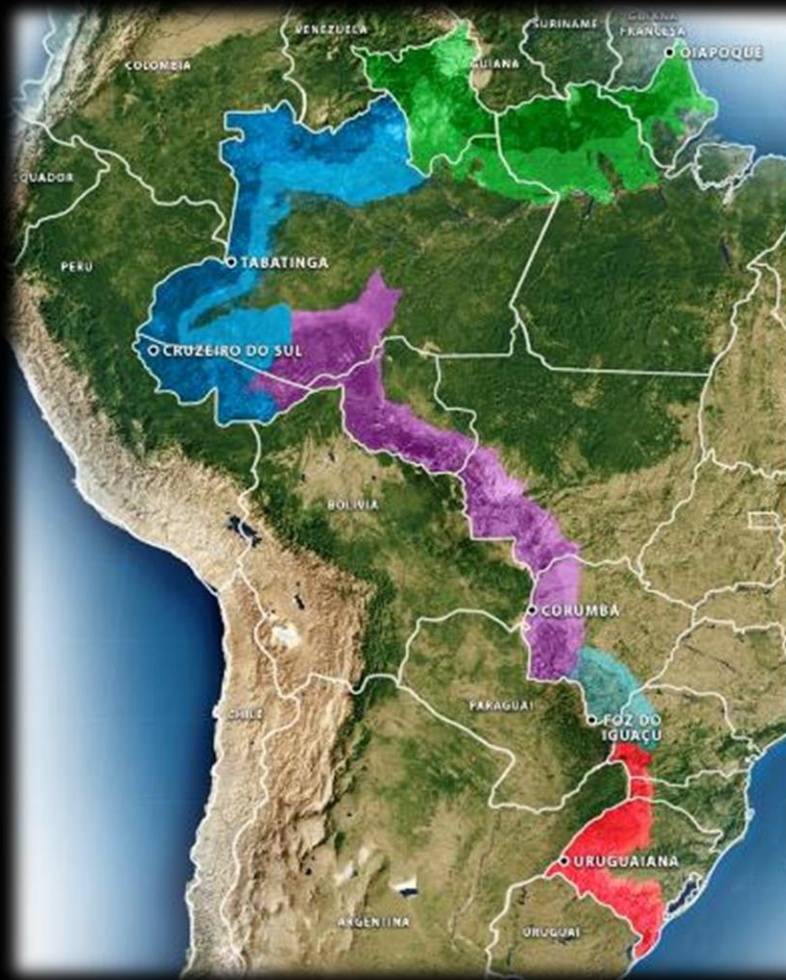 VENEZUELA
SURINAME
GUIANA
FRANCESA
OIAPOQUE
COLOMBIA
GUIANA
EQUADOR
TABATINGA
PERU
CRUZEIRO DO SUL
BOLIVIA
CORUMBÁ
PARAGUAI
CHILE
FOZ DO
IGUAÇU
URUGUAIANA
ARGENTINA
URUGUAI